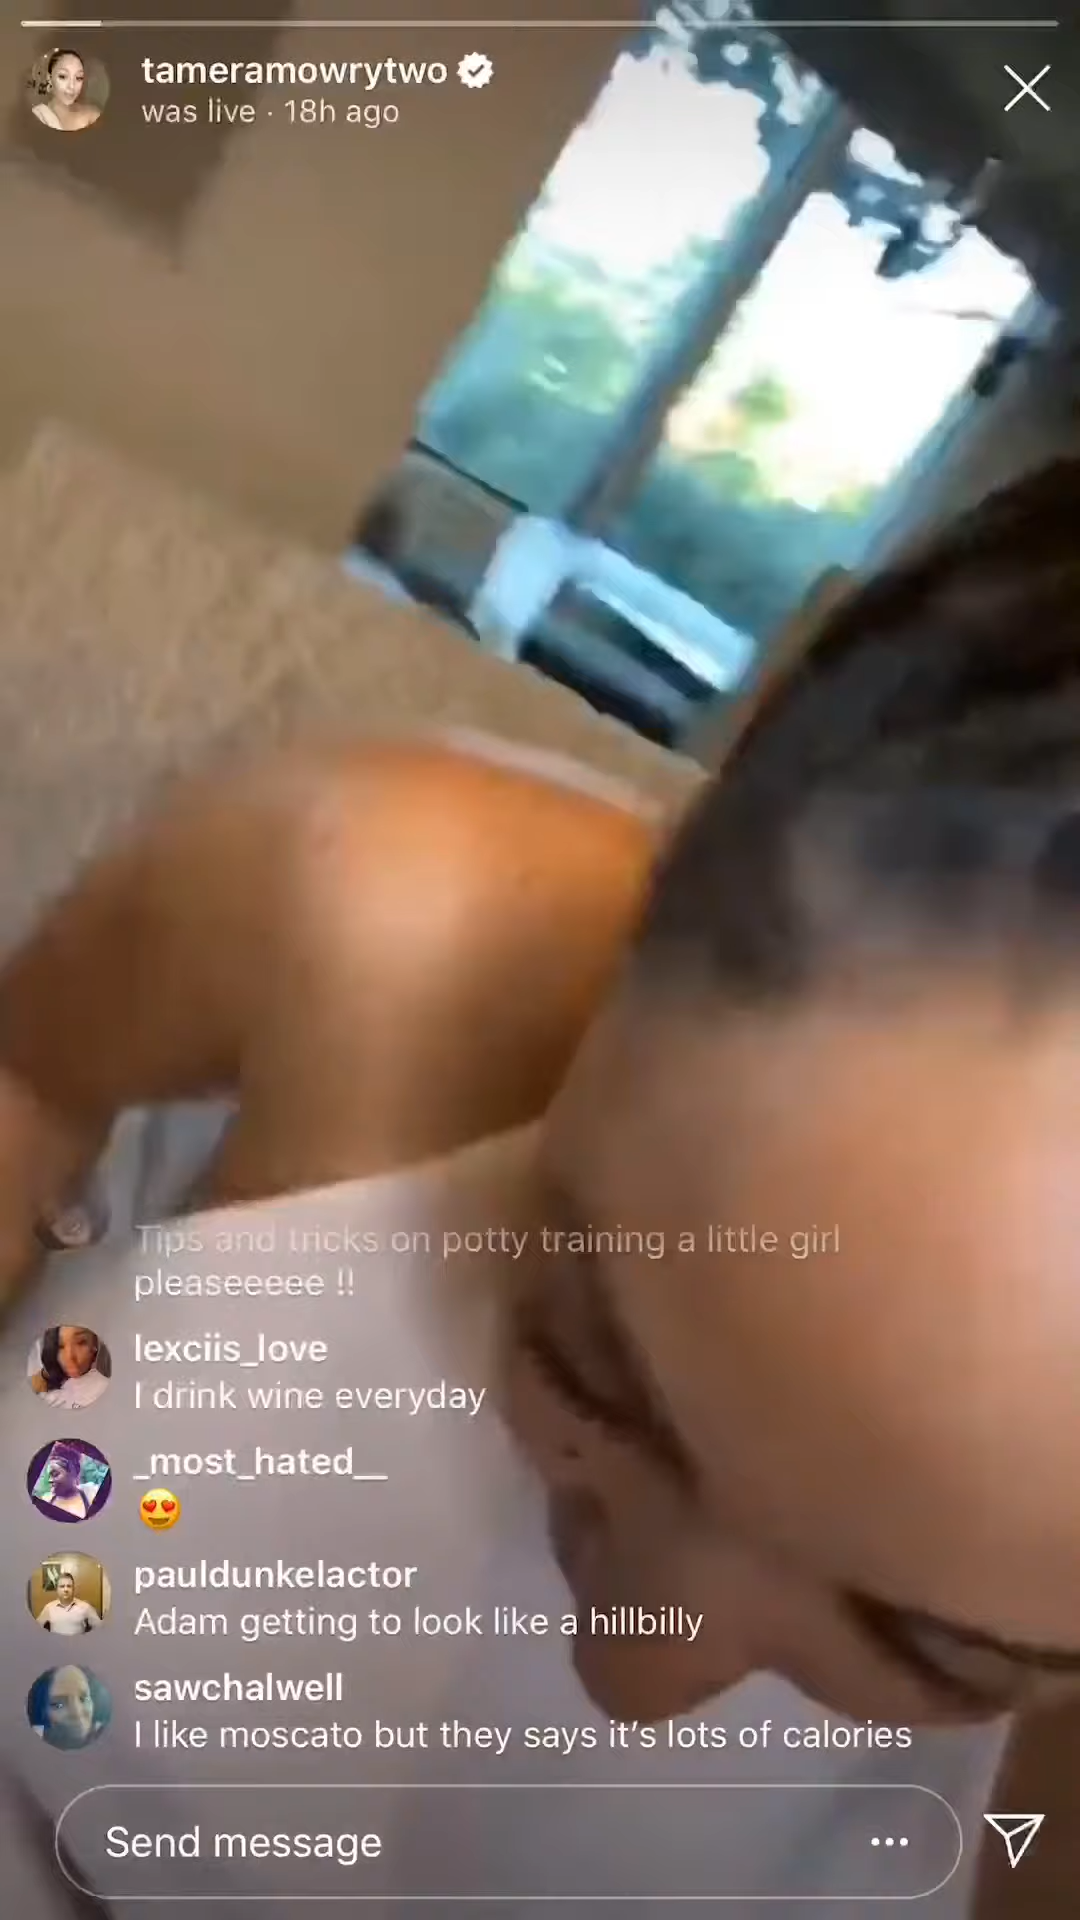 tameramowrytwo
was live · 18h ago
Tips and tricks on potty training a little girl
pleaseeeee !!
lexciis_love
I drink wine everyday
_most_hated__
😍
pauldunkelactor
Adam getting to look like a hillbilly
sawchalwell
I like moscato but they says it’s lots of calories
Send message